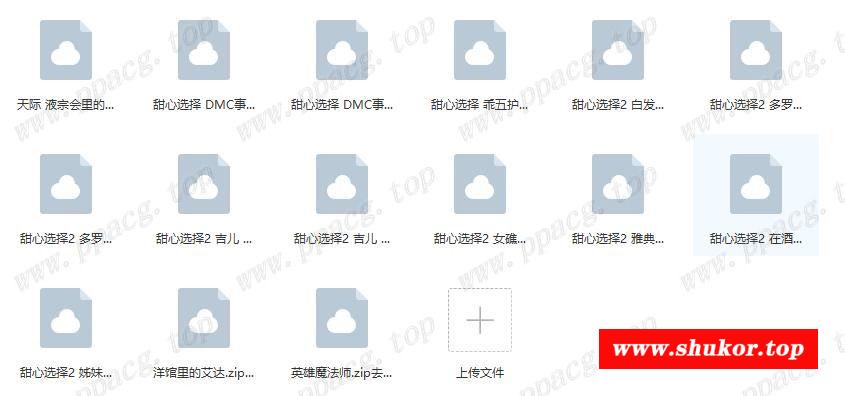 天际 液宗会里的...
甜心选择 DMC事...
甜心选择 DMC事...
甜心选择 乖五护...
甜心选择2 白发...
甜心选择2 多罗...
甜心选择2 多罗...
甜心选择2 吉儿 ...
甜心选择2 吉儿 ...
甜心选择2 女礁...
甜心选择2 雅典...
甜心选择2 在酒...
甜心选择2 姊妹...
洋馆里的艾达.zip...
英雄魔法师.zip去...
上传文件
www.shukor.top
www.ppacg.top